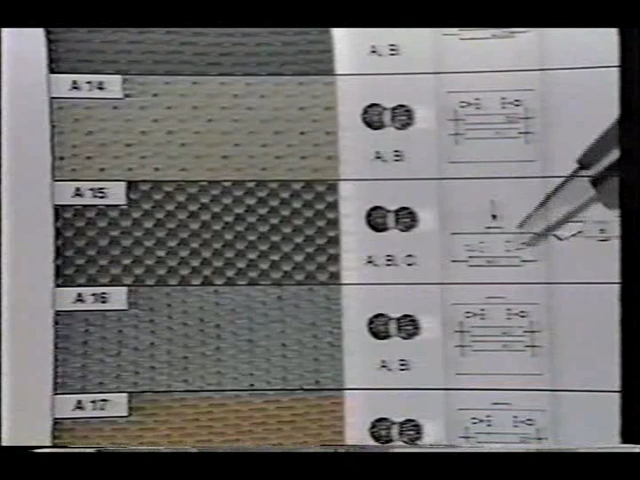 A, B
A 14
A, B
A 15
A, B, C
A 16
A, B
A 17